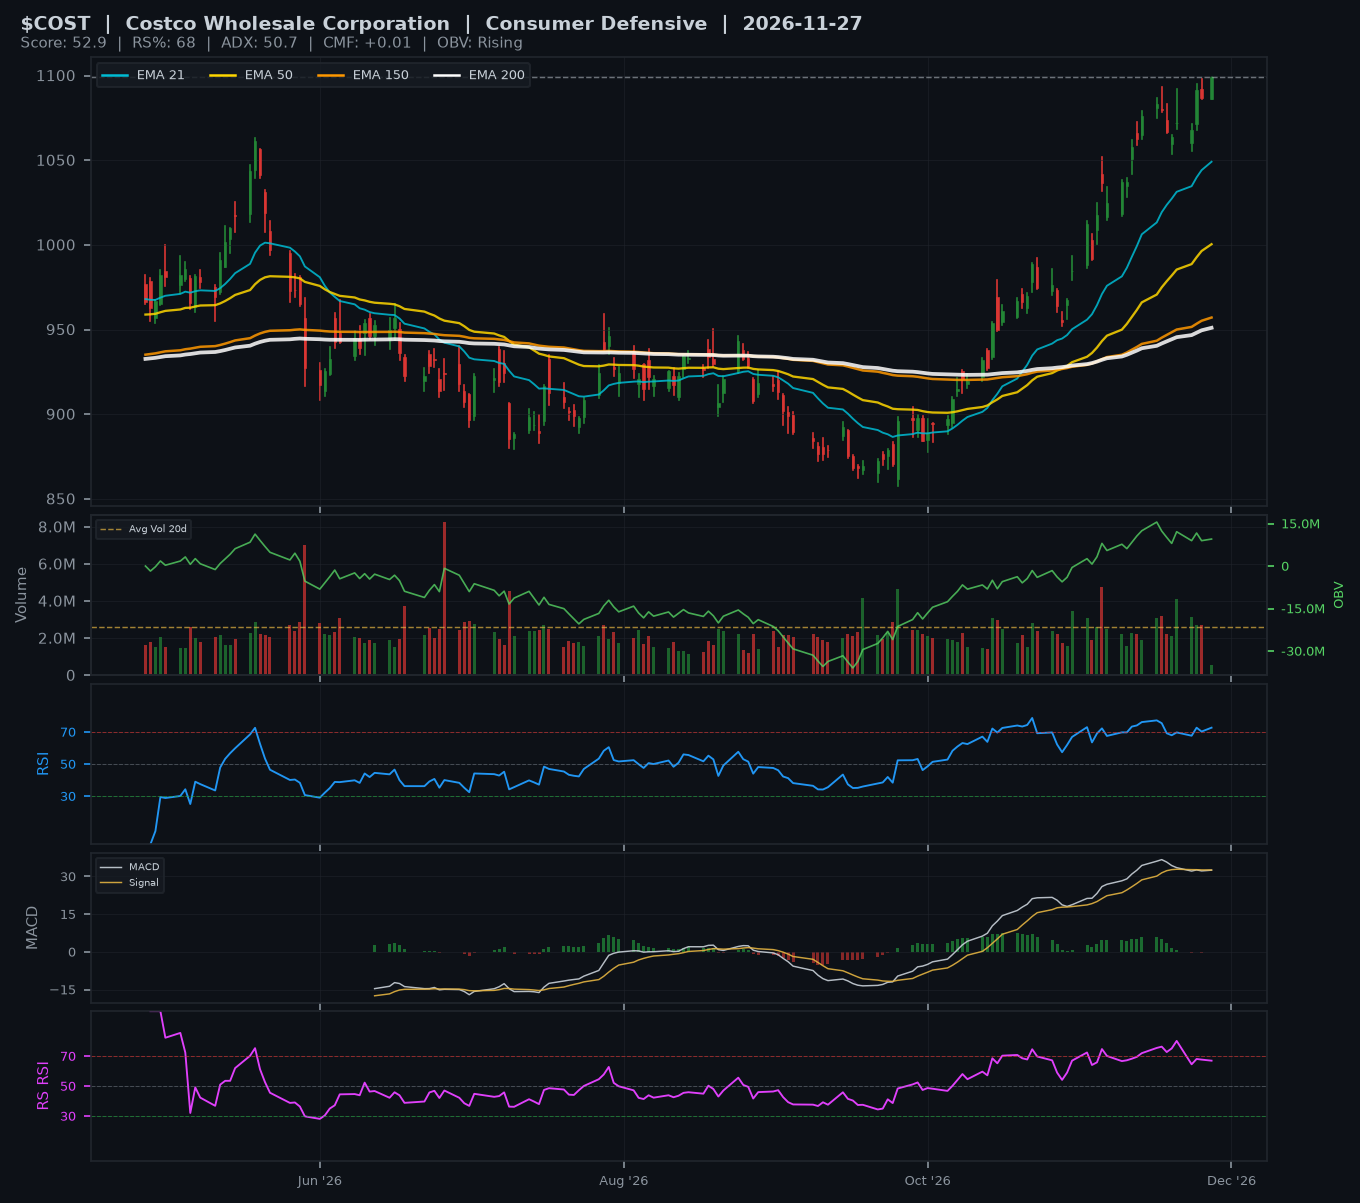 $COST | Costco Wholesale Corporation | Consumer Defensive | 2026-11-27
Score: 52.9 | RS%: 68 | ADX: 50.7 | CMF: +0.01 | OBV: Rising
EMA 21 EMA 50 EMA 150 EMA 200
1100
1050
1000
950
900
850
Avg Vol 20d
8.0M
6.0M
4.0M
2.0M
0
Volume
15.0M
0
-15.0M
-30.0M
OBV
70
50
30
RSI
MACD
Signal
30
15
0
−15
MACD
70
50
30
RS RSI
Jun '26 Aug '26 Oct '26 Dec '26